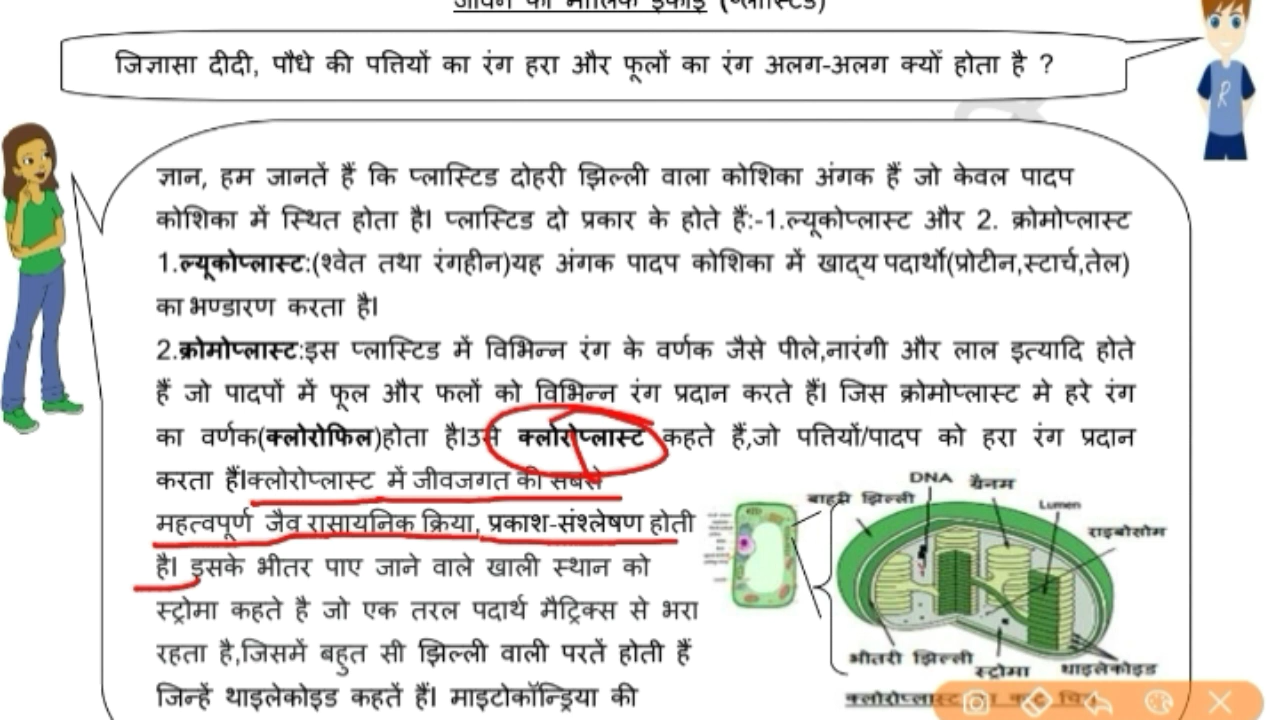 जीवन की मौलिक इकाई (प्लास्टिड)
जिज्ञासा दीदी, पौधे की पत्तियों का रंग हरा और फूलों का रंग अलग-अलग क्यों होता है ?
R
ज्ञान, हम जानतें हैं कि प्लास्टिड दोहरी झिल्ली वाला कोशिका अंगक हैं जो केवल पादप
कोशिका में स्थित होता है। प्लास्टिड दो प्रकार के होते हैं:-1.ल्यूकोप्लास्ट और 2. क्रोमोप्लास्ट
1.ल्यूकोप्लास्ट:(श्वेत तथा रंगहीन)यह अंगक पादप कोशिका में खाद्य पदार्थो(प्रोटीन,स्टार्च,तेल)
का भण्डारण करता है।
2.क्रोमोप्लास्ट:इस प्लास्टिड में विभिन्न रंग के वर्णक जैसे पीले,नारंगी और लाल इत्यादि होते
हैं जो पादपों में फूल और फलों को विभिन्न रंग प्रदान करते हैं। जिस क्रोमोप्लास्ट मे हरे रंग
का वर्णक(क्लोरोफिल)होता है।उसे क्लोरोप्लास्ट कहते हैं,जो पत्तियों/पादप को हरा रंग प्रदान
करता हैं।क्लोरोप्लास्ट में जीवजगत की सबसे
महत्वपूर्ण जैव रासायनिक क्रिया, प्रकाश-संश्लेषण होती
है। इसके भीतर पाए जाने वाले खाली स्थान को
स्ट्रोमा कहते है जो एक तरल पदार्थ मैट्रिक्स से भरा
रहता है,जिसमें बहुत सी झिल्ली वाली परतें होती हैं
जिन्हें थाइलेकोइड कहतें हैं। माइटोकॉन्ड्रिया की
बाहरी झिल्ली
DNA
ग्रैनम
Lumen
राइबोसोम
भीतरी झिल्ली
स्ट्रोमा
थाइलेकोइड
क्लोरोप्लास्ट